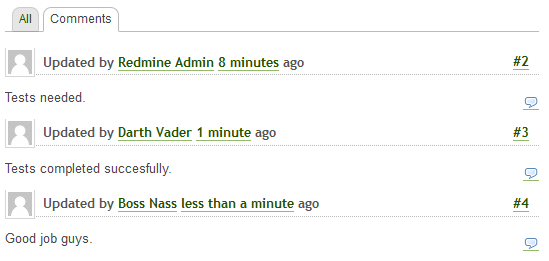 All Comments
Updated by Redmine Admin 8 minutes ago #2
Tests needed.
Updated by Darth Vader 1 minute ago #3
Tests completed succesfully.
Updated by Boss Nass less than a minute ago #4
Good job guys.